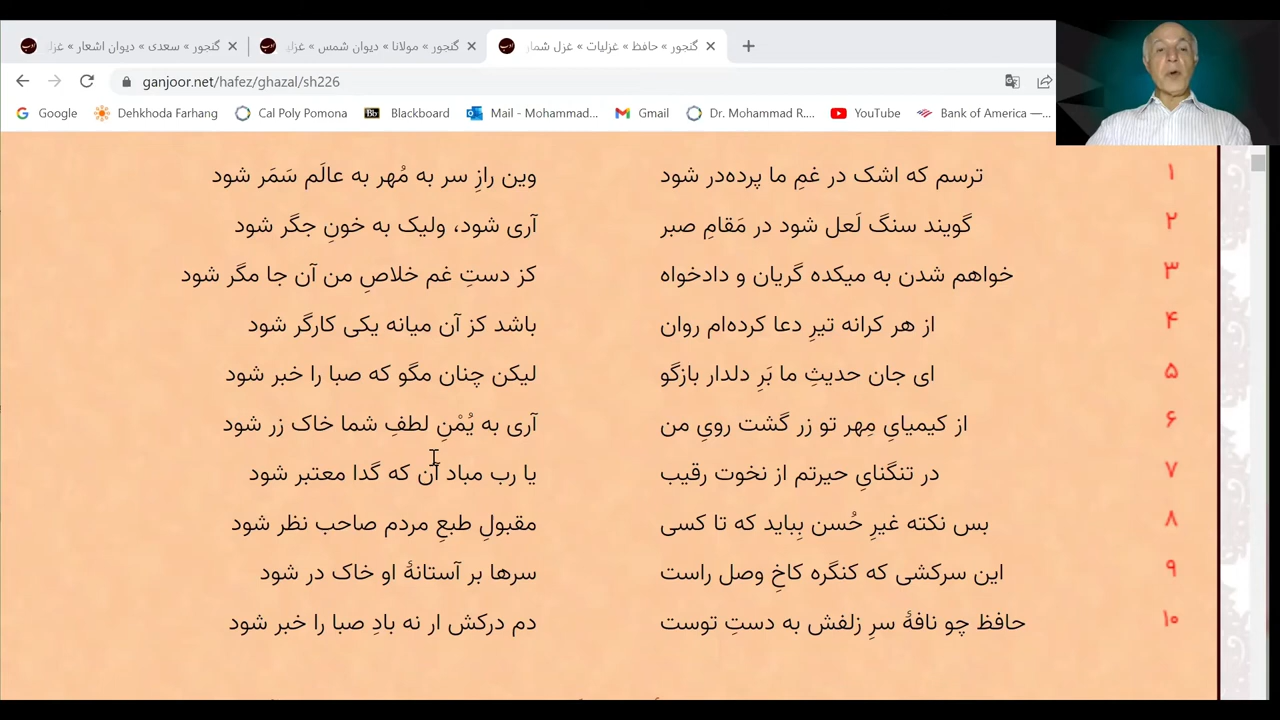 گنجور » سعدی » دیوان اشعار » غزل
گنجور » مولانا » دیوان شمس » غزلی
گنجور » حافظ » غزلیات » غزل شمار
ganjoor.net/hafez/ghazal/sh226
Google Dehkhoda Farhang Cal Poly Pomona Bb Blackboard Mail - Mohammad... Gmail Dr. Mohammad R.... YouTube Bank of America —...
۱ ترسم که اشک در غمِ ما پرده‌در شود وین رازِ سر به مُهر به عالَم سَمَر شود
۲ گویند سنگ لَعل شود در مَقامِ صبر آری شود، ولیک به خونِ جگر شود
۳ خواهم شدن به میکده گریان و دادخواه کز دستِ غم خلاصِ من آن جا مگر شود
۴ از هر کرانه تیرِ دعا کرده‌ام روان باشد کز آن میانه یکی کارگر شود
۵ ای جان حدیثِ ما بَرِ دلدار بازگو لیکن چنان مگو که صبا را خبر شود
۶ از کیمیایِ مِهر تو زر گشت رویِ من آری به یُمْنِ لطفِ شما خاک زر شود
۷ در تنگنایِ حیرتم از نخوت رقیب یا رب مباد آن که گدا معتبر شود
۸ بس نکته غیرِ حُسن بِباید که تا کسی مقبولِ طبعِ مردم صاحب نظر شود
۹ این سرکشی که کنگره کاخِ وصل راست سرها بر آستانهٔ او خاک در شود
۱۰ حافظ چو نافهٔ سرِ زلفش به دستِ توست دم درکش ار نه بادِ صبا را خبر شود